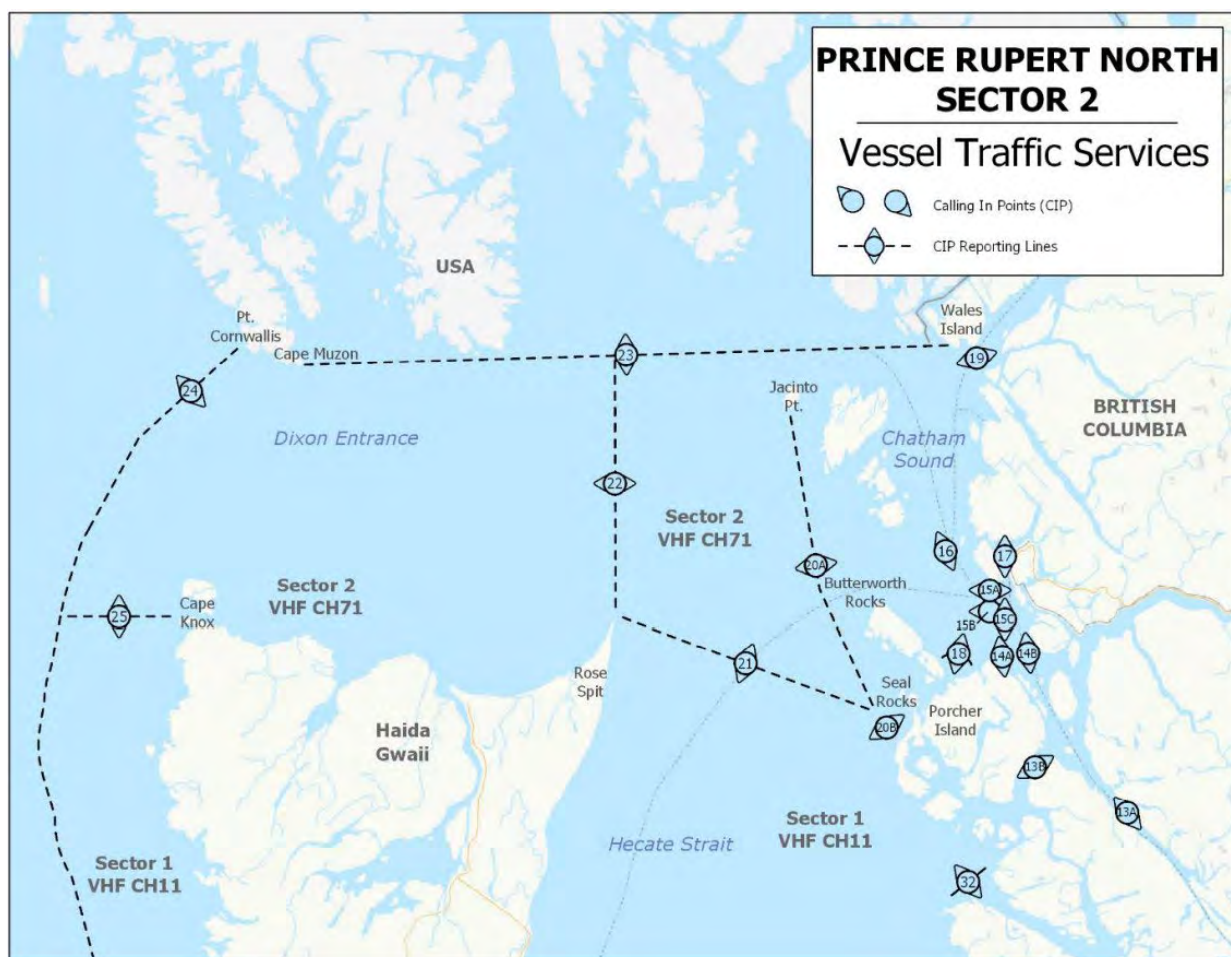 PRINCE RUPERT NORTH
SECTOR 2
Vessel Traffic Services
Calling In Points (CIP)
CIP Reporting Lines
USA
Pt.
Cornwallis
Cape Muzon
Wales
Island
23
19
24
Jacinto
Pt.
BRITISH
COLUMBIA
Dixon Entrance
Chatham
Sound
22
Sector 2
VHF CH71
16
17
20A
Butterworth
Rocks
15A
15B
15C
Sector 2
VHF CH71
Cape
Knox
25
18
14A
14B
21
Rose
Spit
Seal
Rocks
20B
Porcher
Island
Haida
Gwaii
13B
13A
Sector 1
VHF CH11
Hecate Strait
Sector 1
VHF CH11
32